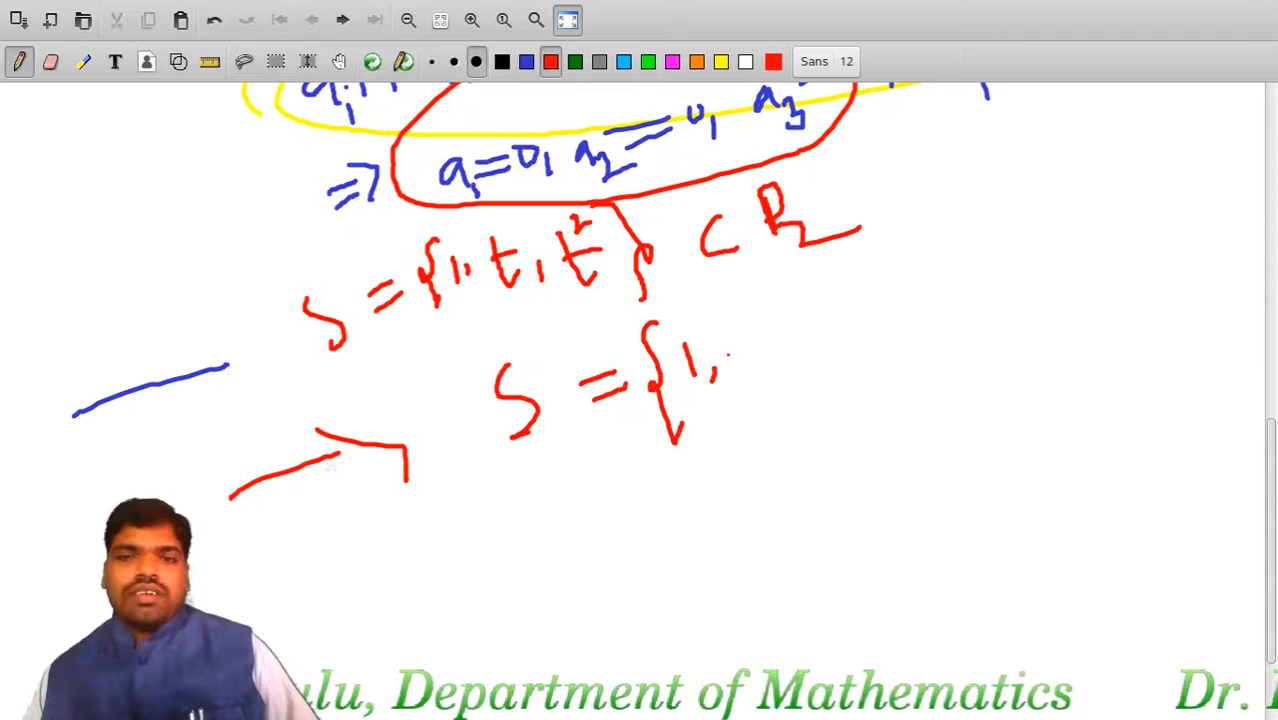 Sans 12
=> a₁=0, a₂=0, a₃
S = {1, t, t²} ⊂ P₂
S = {1,
ulu, Department of Mathematics Dr.